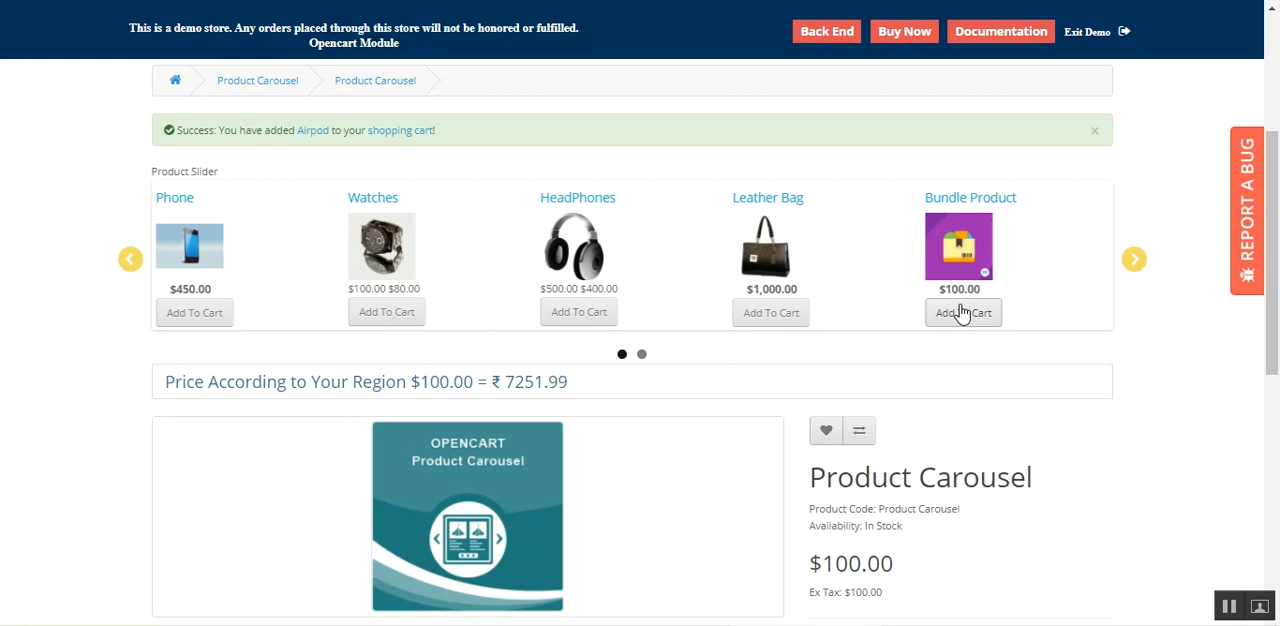 This is a demo store. Any orders placed through this store will not be honored or fulfilled.
Opencart Module
Back End
Buy Now
Documentation
Exit Demo
Product Carousel
Product Carousel
Success: You have added Airpod to your shopping cart!
×
Product Slider
Phone
Watches
HeadPhones
Leather Bag
Bundle Product
$450.00
$100.00 $80.00
$500.00 $400.00
$1,000.00
$100.00
Add To Cart
Add To Cart
Add To Cart
Add To Cart
Add Cart
REPORT A BUG
Price According to Your Region $100.00 = ₹ 7251.99
OPENCART
Product Carousel
Product Carousel
Product Code: Product Carousel
Availability: In Stock
$100.00
Ex Tax: $100.00